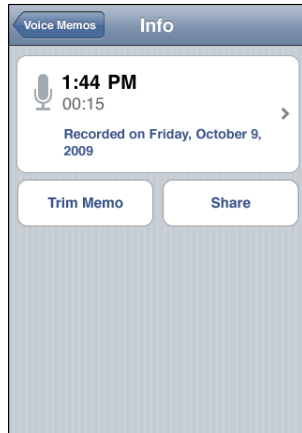 Voice Memos
Info
1:44 PM
00:15
Recorded on Friday, October 9,
2009
Trim Memo
Share